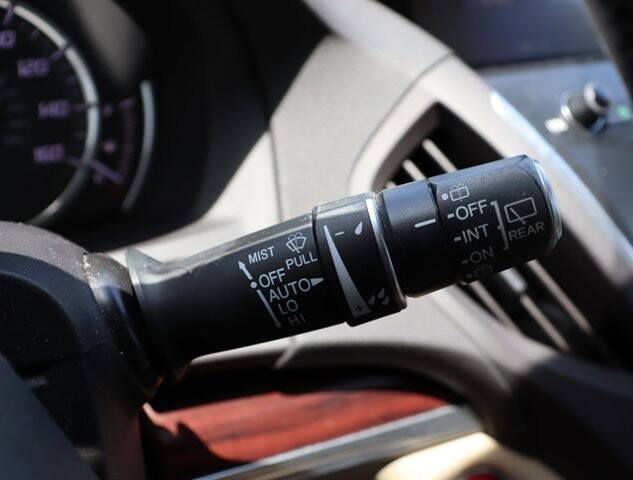 120
140
160
MIST
PULL
OFF
AUTO
LO
HI
- 
+
OFF
INT
ON
REAR